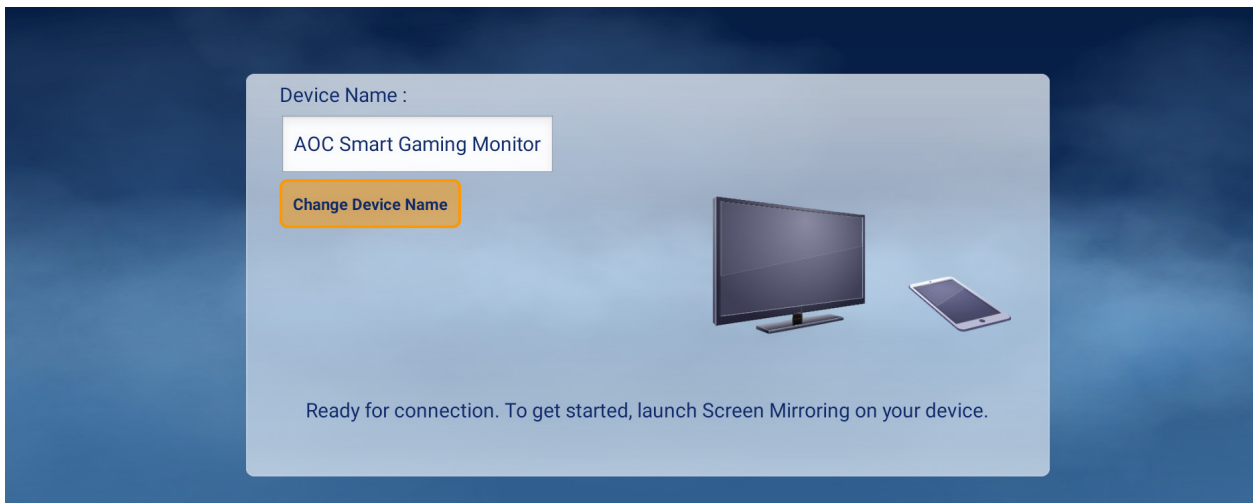 Device Name :
AOC Smart Gaming Monitor
Change Device Name
Ready for connection. To get started, launch Screen Mirroring on your device.